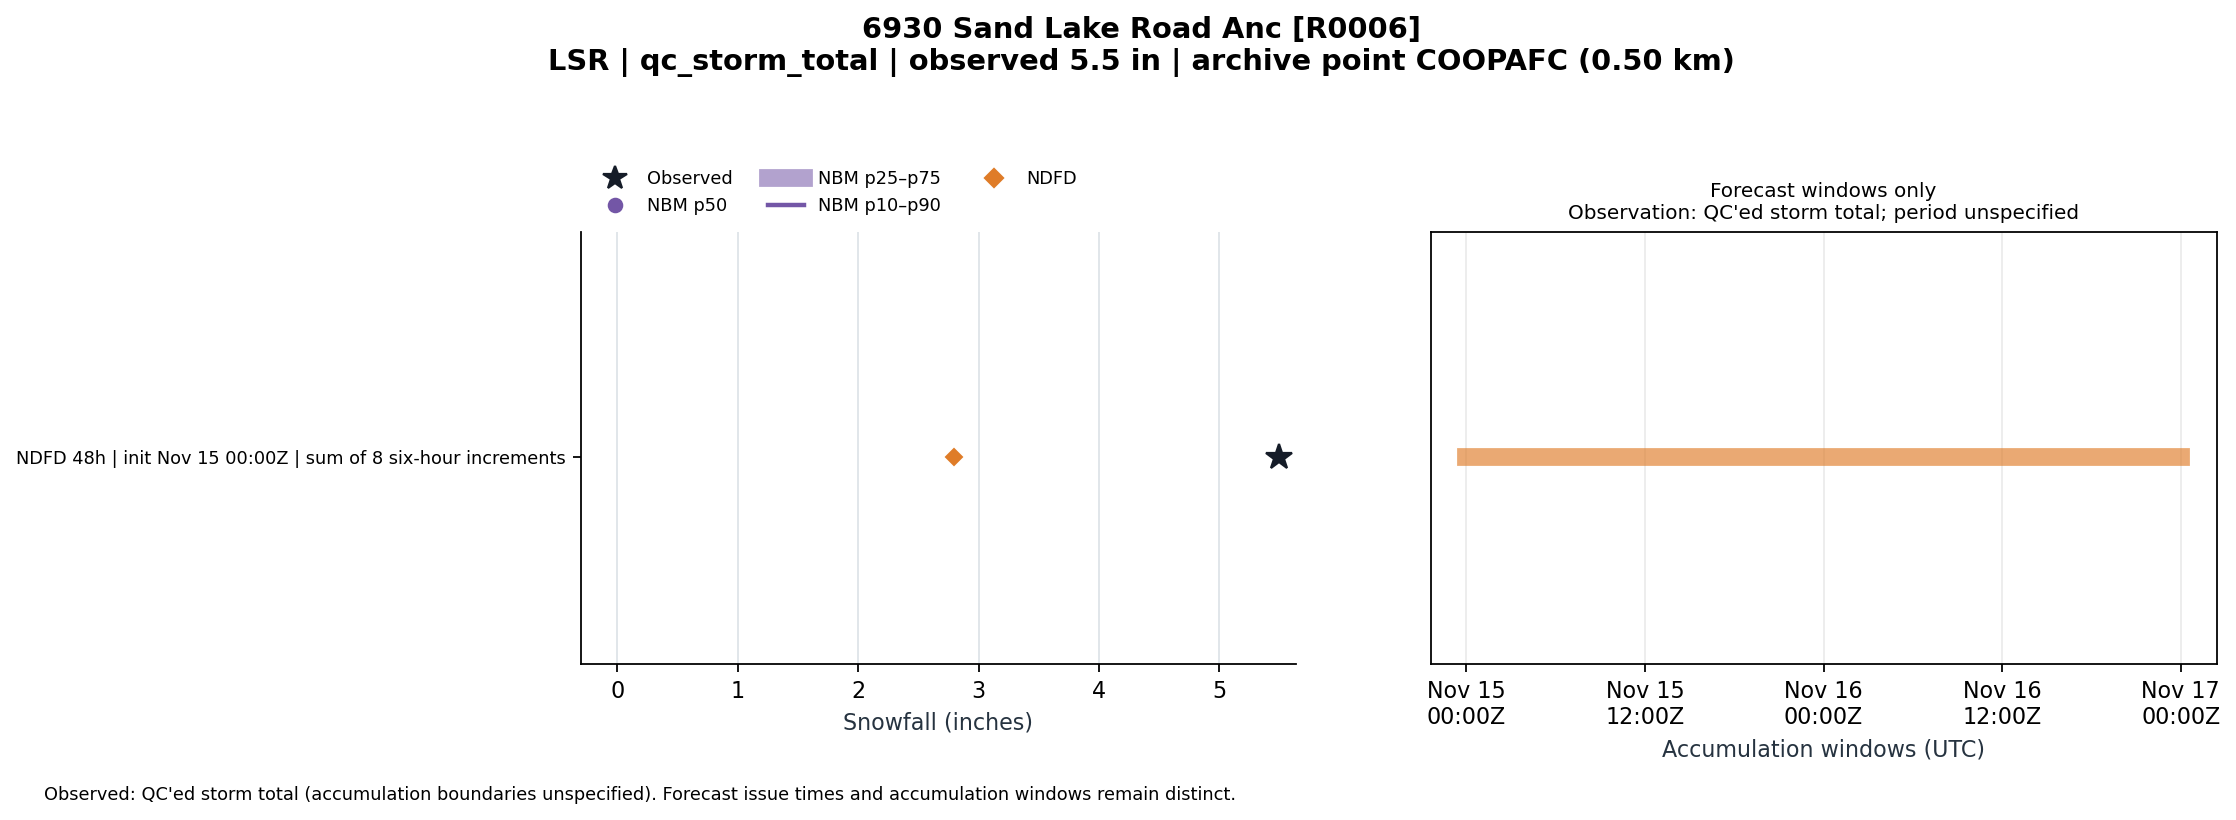 6930 Sand Lake Road Anc [R0006]
LSR | qc_storm_total | observed 5.5 in | archive point COOPAFC (0.50 km)
Observed
NBM p50
NBM p25–p75
NBM p10–p90
NDFD
NDFD 48h | init Nov 15 00:00Z | sum of 8 six-hour increments
0 1 2 3 4 5
Snowfall (inches)
Forecast windows only
Observation: QC'ed storm total; period unspecified
Nov 15 Nov 15 Nov 16 Nov 16 Nov 17
00:00Z 12:00Z 00:00Z 12:00Z 00:00Z
Accumulation windows (UTC)
Observed: QC'ed storm total (accumulation boundaries unspecified). Forecast issue times and accumulation windows remain distinct.